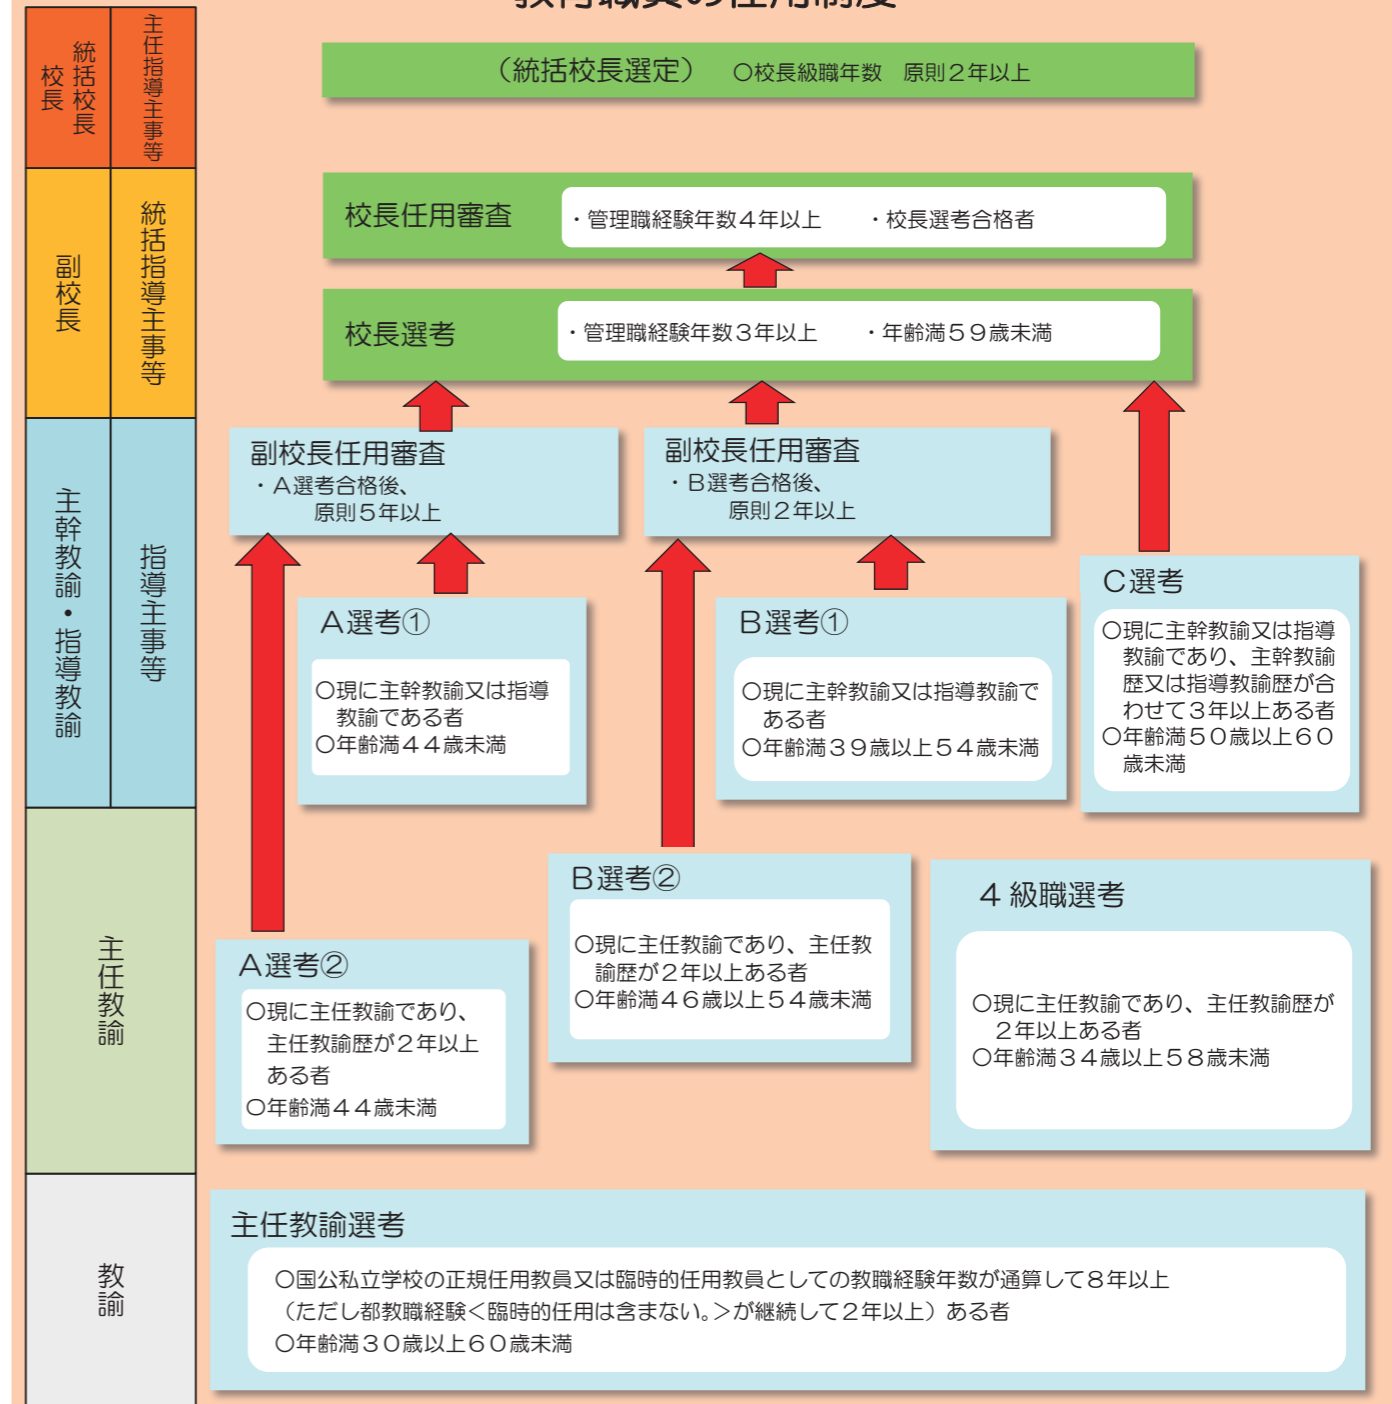 教育職員の任用制度
統括校長
校長
主任指導主事等
（統括校長選定）　○校長級職年数　原則２年以上
副校長
統括指導主事等
校長任用審査
・管理職経験年数４年以上　・校長選考合格者
校長選考
・管理職経験年数３年以上　・年齢満５９歳未満
主幹教諭・指導教諭
指導主事等
副校長任用審査
・Ａ選考合格後、
原則５年以上
副校長任用審査
・Ｂ選考合格後、
原則２年以上
Ａ選考①
○現に主幹教諭又は指導
教諭である者
○年齢満４４歳未満
Ｂ選考①
○現に主幹教諭又は指導教諭で
ある者
○年齢満３９歳以上５４未満
Ｃ選考
○現に主幹教諭又は指導
教諭であり、主幹教諭
歴又は指導教諭歴が合
わせて３年以上ある者
○年齢満５０歳以上６０
歳未満
主任教諭
Ａ選考②
○現に主任教諭であり、
主任教諭歴が２年以上
ある者
○年齢満４４歳未満
Ｂ選考②
○現に主任教諭であり、主任教
諭歴が２年以上ある者
○年齢満４６歳以上５４歳未満
４級職選考
○現に主任教諭であり、主任教諭歴が
２年以上ある者
○年齢満３４歳以上５８歳未満
教諭
主任教諭選考
○国公私立学校の正規任用教員又は臨時的任用教員としての教職経験年数が通算して８年以上
（ただし都教職経験＜臨時的任用は含まない。＞が継続して２年以上）ある者
○年齢満３０歳以上６０歳未満